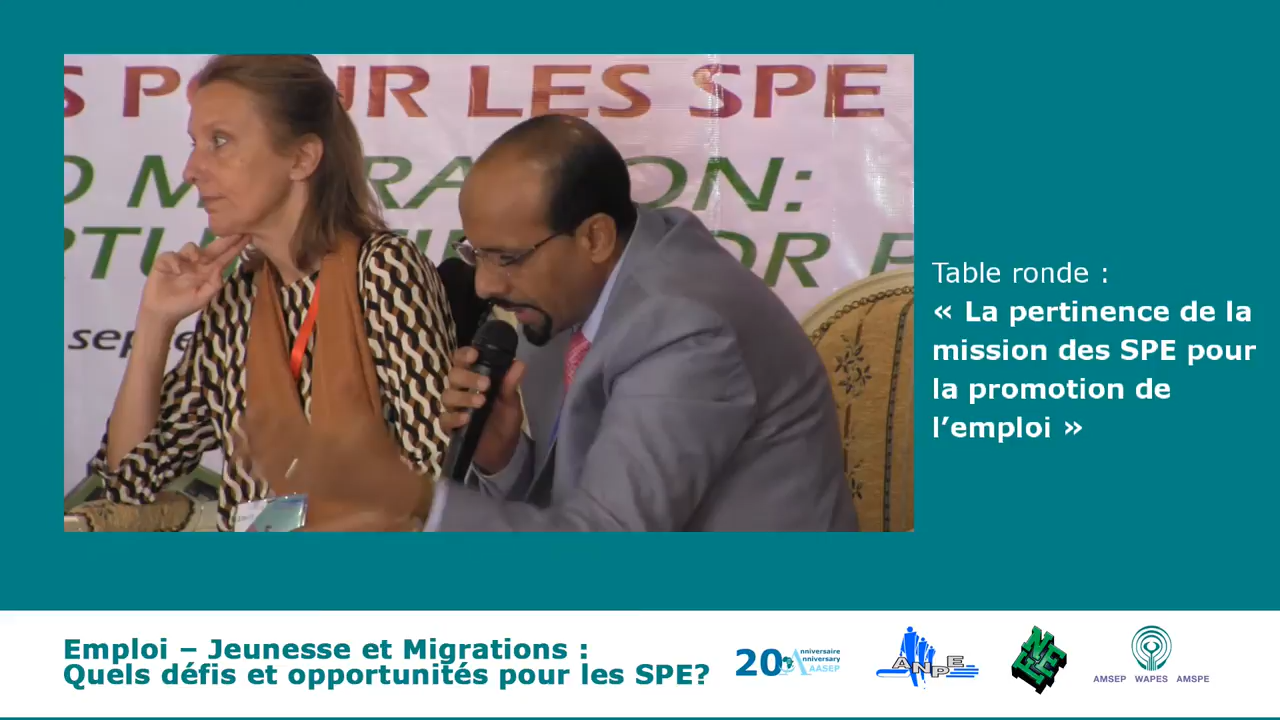 S POUR LES SPE
MIGRATION:
Table ronde :
« La pertinence de la
mission des SPE pour
la promotion de
l’emploi »
Emploi – Jeunesse et Migrations :
Quels défis et opportunités pour les SPE?
20
Anniversaire
Anniversary
AASEP
ANPE
AMSEP WAPES AMSPE